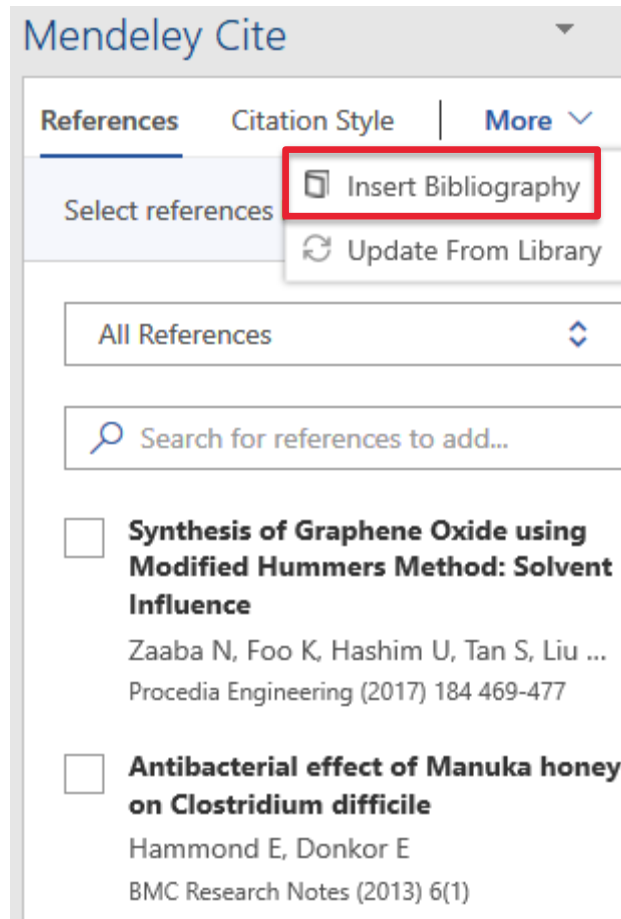 Mendeley Cite
References Citation Style More
Select references
Insert Bibliography
Update From Library
All References
Search for references to add...
Synthesis of Graphene Oxide using
Modified Hummers Method: Solvent
Influence
Zaaba N, Foo K, Hashim U, Tan S, Liu ...
Procedia Engineering (2017) 184 469-477
Antibacterial effect of Manuka honey
on Clostridium difficile
Hammond E, Donkor E
BMC Research Notes (2013) 6(1)